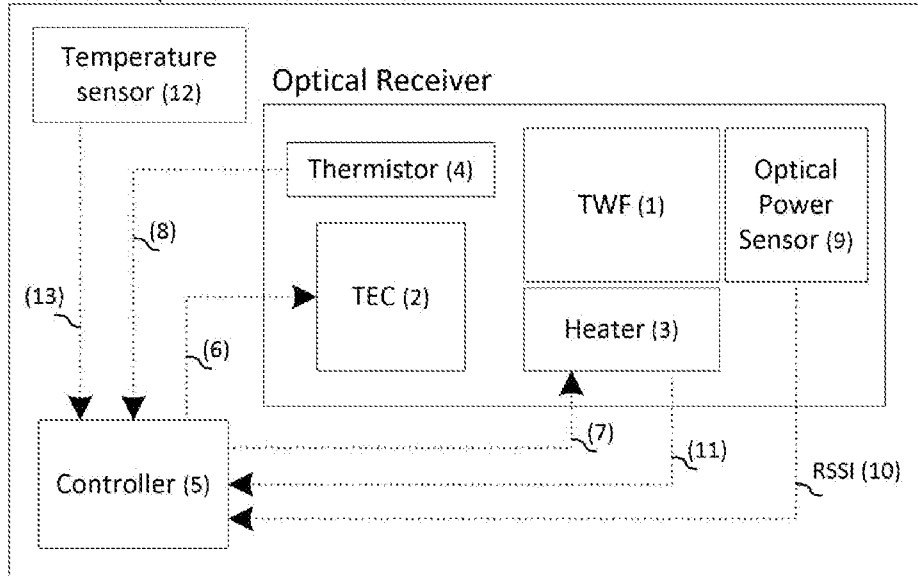 Temperature
sensor (12)
Optical Receiver
Thermistor (4)
TWF (1)
Optical
Power
Sensor (9)
(8)
TEC (2)
(13)
(6)
Heater (3)
(7)
(11)
Controller (5)
RSSI (10)